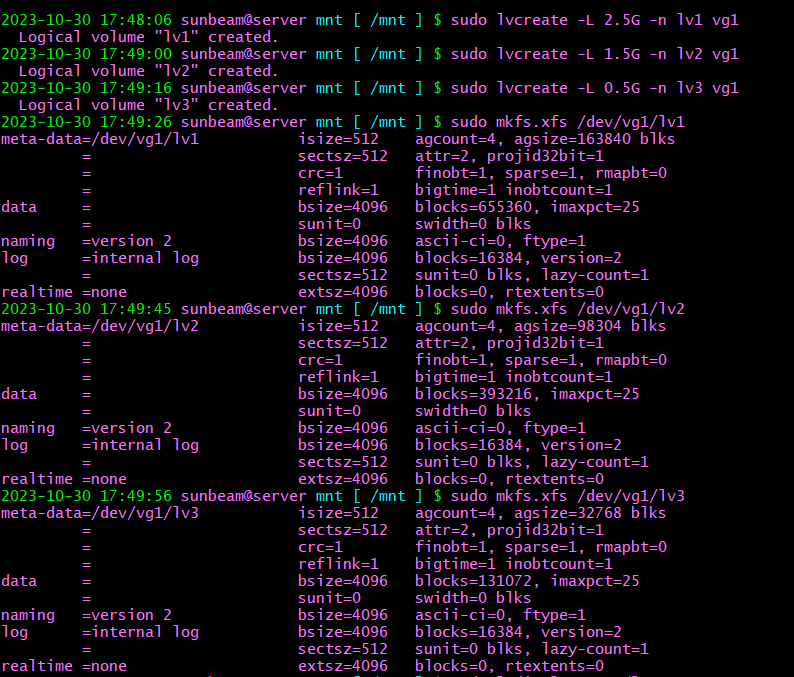 2023-10-30 17:48:06 sunbeam@server mnt [ /mnt ] $ sudo lvcreate -L 2.5G -n lv1 vg1
  Logical volume "lv1" created.
2023-10-30 17:49:00 sunbeam@server mnt [ /mnt ] $ sudo lvcreate -L 1.5G -n lv2 vg1
  Logical volume "lv2" created.
2023-10-30 17:49:16 sunbeam@server mnt [ /mnt ] $ sudo lvcreate -L 0.5G -n lv3 vg1
  Logical volume "lv3" created.
2023-10-30 17:49:26 sunbeam@server mnt [ /mnt ] $ sudo mkfs.xfs /dev/vg1/lv1
meta-data=/dev/vg1/lv1           isize=512    agcount=4, agsize=163840 blks
         =                       sectsz=512   attr=2, projid32bit=1
         =                       crc=1        finobt=1, sparse=1, rmapbt=0
         =                       reflink=1    bigtime=1 inobtcount=1
data     =                       bsize=4096   blocks=655360, imaxpct=25
         =                       sunit=0      swidth=0 blks
naming   =version 2              bsize=4096   ascii-ci=0, ftype=1
log      =internal log           bsize=4096   blocks=16384, version=2
         =                       sectsz=512   sunit=0 blks, lazy-count=1
realtime =none                   extsz=4096   blocks=0, rtextents=0
2023-10-30 17:49:45 sunbeam@server mnt [ /mnt ] $ sudo mkfs.xfs /dev/vg1/lv2
meta-data=/dev/vg1/lv2           isize=512    agcount=4, agsize=98304 blks
         =                       sectsz=512   attr=2, projid32bit=1
         =                       crc=1        finobt=1, sparse=1, rmapbt=0
         =                       reflink=1    bigtime=1 inobtcount=1
data     =                       bsize=4096   blocks=393216, imaxpct=25
         =                       sunit=0      swidth=0 blks
naming   =version 2              bsize=4096   ascii-ci=0, ftype=1
log      =internal log           bsize=4096   blocks=16384, version=2
         =                       sectsz=512   sunit=0 blks, lazy-count=1
realtime =none                   extsz=4096   blocks=0, rtextents=0
2023-10-30 17:49:56 sunbeam@server mnt [ /mnt ] $ sudo mkfs.xfs /dev/vg1/lv3
meta-data=/dev/vg1/lv3           isize=512    agcount=4, agsize=32768 blks
         =                       sectsz=512   attr=2, projid32bit=1
         =                       crc=1        finobt=1, sparse=1, rmapbt=0
         =                       reflink=1    bigtime=1 inobtcount=1
data     =                       bsize=4096   blocks=131072, imaxpct=25
         =                       sunit=0      swidth=0 blks
naming   =version 2              bsize=4096   ascii-ci=0, ftype=1
log      =internal log           bsize=4096   blocks=16384, version=2
         =                       sectsz=512   sunit=0 blks, lazy-count=1
realtime =none                   extsz=4096   blocks=0, rtextents=0